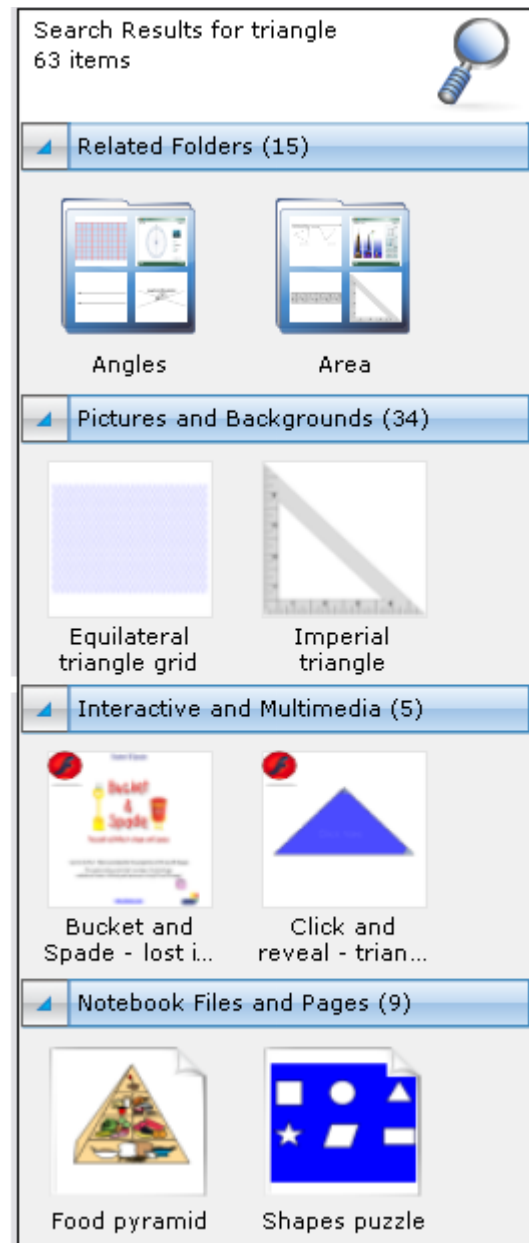 Search Results for triangle
63 items
Related Folders (15)
Angles
Area
Pictures and Backgrounds (34)
Equilateral
triangle grid
Imperial
triangle
Interactive and Multimedia (5)
Bucket
&
Spade
Bucket and
Spade - lost i...
Click and
reveal - trian...
Notebook Files and Pages (9)
Food pyramid
Shapes puzzle